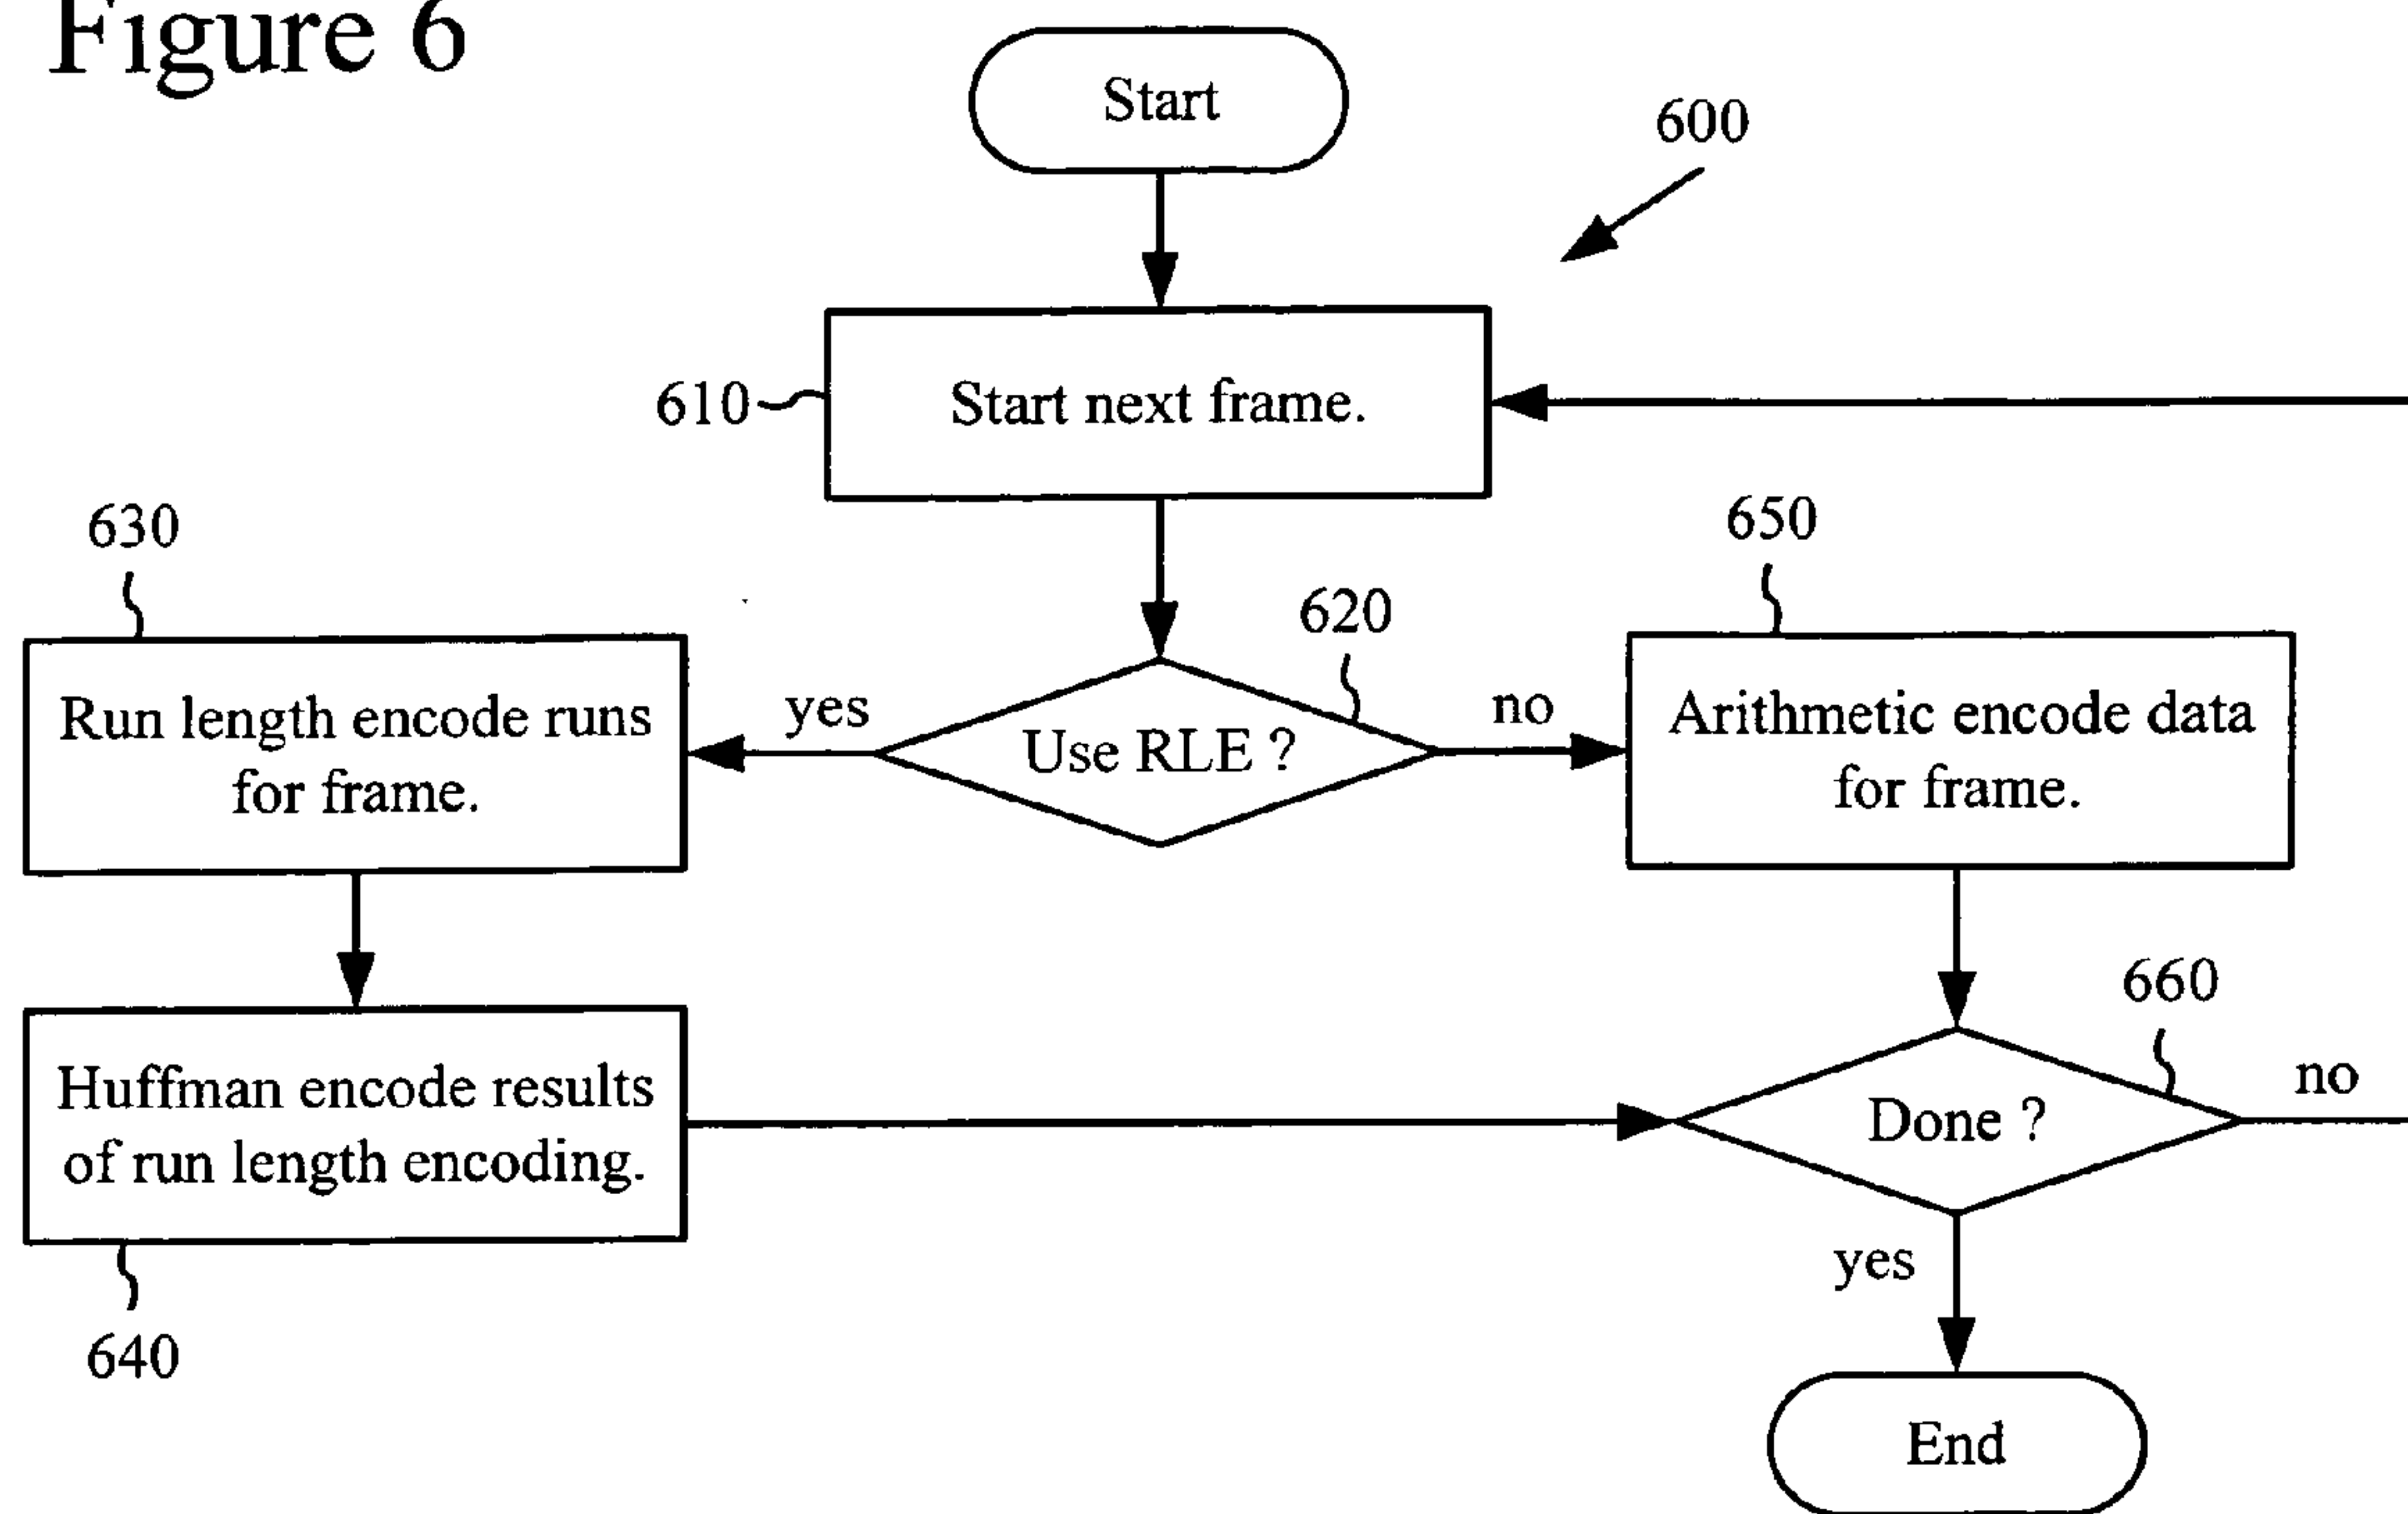 Figure 6
Start
600
610
Start next frame.
630
650
620
Run length encode runs
for frame.
yes
Use RLE ?
no
Arithmetic encode data
for frame.
660
Huffman encode results
of run length encoding.
Done ?
no
yes
640
End